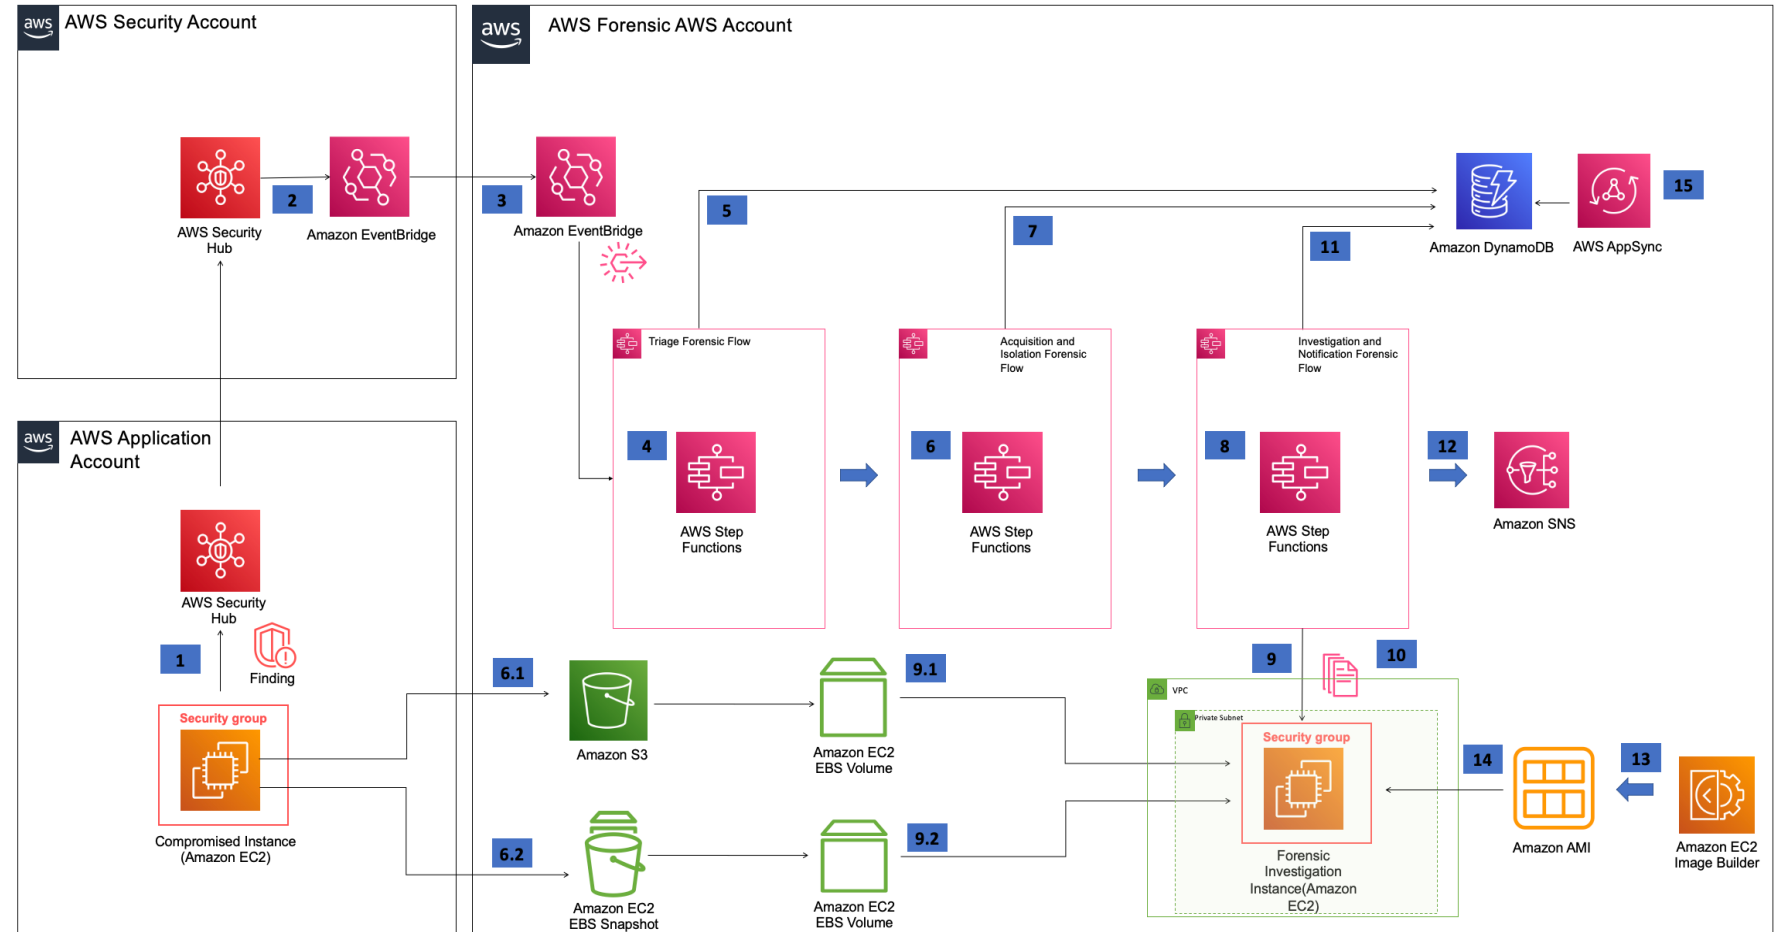 aws
AWS Security Account
AWS Security
Hub
2
Amazon EventBridge
aws
AWS Forensic AWS Account
3
Amazon EventBridge
5
7
11
Amazon DynamoDB
AWS AppSync
15
Triage Forensic Flow
4
AWS Step
Functions
Acquisition and
Isolation Forensic
Flow
6
AWS Step
Functions
Investigation and
Notification Forensic
Flow
8
AWS Step
Functions
12
Amazon SNS
aws
AWS Application
Account
AWS Security
Hub
1
Finding
Security group
Compromised Instance
(Amazon EC2)
6.1
Amazon S3
Amazon EC2
EBS Volume
9.1
6.2
Amazon EC2
EBS Snapshot
Amazon EC2
EBS Volume
9.2
9
10
VPC
Private Subnet
Security group
Forensic
Investigation
Instance(Amazon
EC2)
14
Amazon AMI
13
Amazon EC2
Image Builder